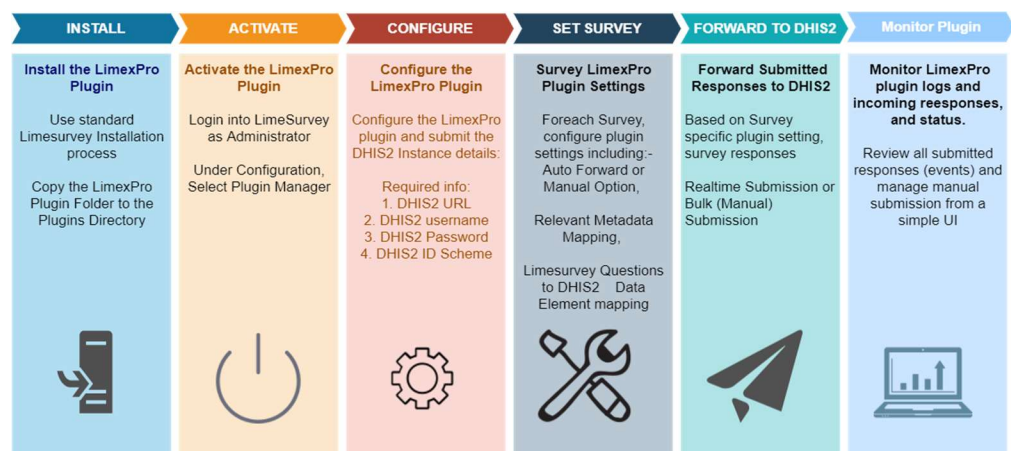 INSTALL
ACTIVATE
CONFIGURE
SET SURVEY
FORWARD TO DHIS2
Monitor Plugin
Install the LimexPro
Plugin
Use standard
Limesurvey Installation
process
Copy the LimexPro
Plugin Folder to the
Plugins Directory
Activate the LimexPro
Plugin
Login into LimeSurvey
as Administrator
Under Configuration,
Select Plugin Manager
Configure the
LimexPro Plugin
Configure the LimexPro
plugin and submit the
DHIS2 Instance details:
Required info:
1. DHIS2 URL
2. DHIS2 username
3. DHIS2 Password
4. DHIS2 ID Scheme
Survey LimexPro
Plugin Settings
Foreach Survey,
configure plugin
settings including:-
Auto Forward or
Manual Option,
Relevant Metadata
Mapping,
Limesurvey Questions
to DHIS2 Data
Element mapping
Forward Submitted
Responses to DHIS2
Based on Survey
specific plugin setting,
survey responses
Realtime Submission or
Bulk (Manual)
Submission
Monitor LimexPro
plugin logs and
incoming reesponses,
and status.
Review all submitted
responses (events) and
manage manual
submission from a
simple UI